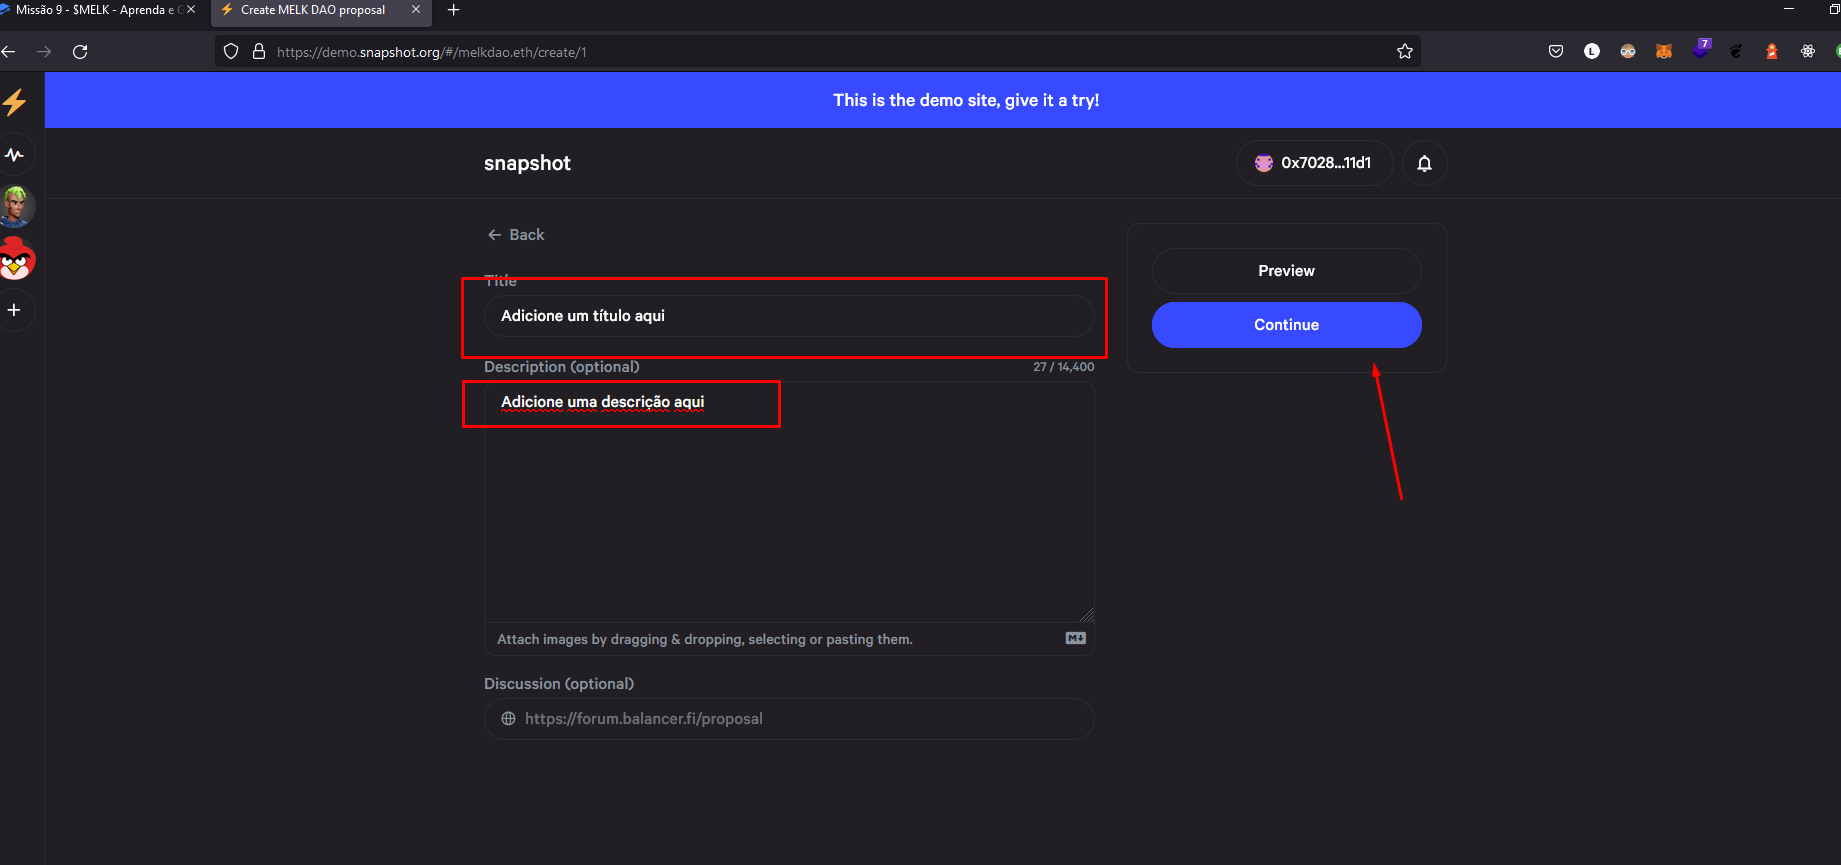 Missão 9 - $MELK - Aprenda e G
Create MELK DAO proposal
https://demo.snapshot.org/#/melkdao.eth/create/1
7
This is the demo site, give it a try!
snapshot
0x7028...11d1
Back
Title
Adicione um título aqui
Preview
Continue
Description (optional)
27 / 14,400
Adicione uma descrição aqui
Attach images by dragging & dropping, selecting or pasting them.
Discussion (optional)
https://forum.balancer.fi/proposal